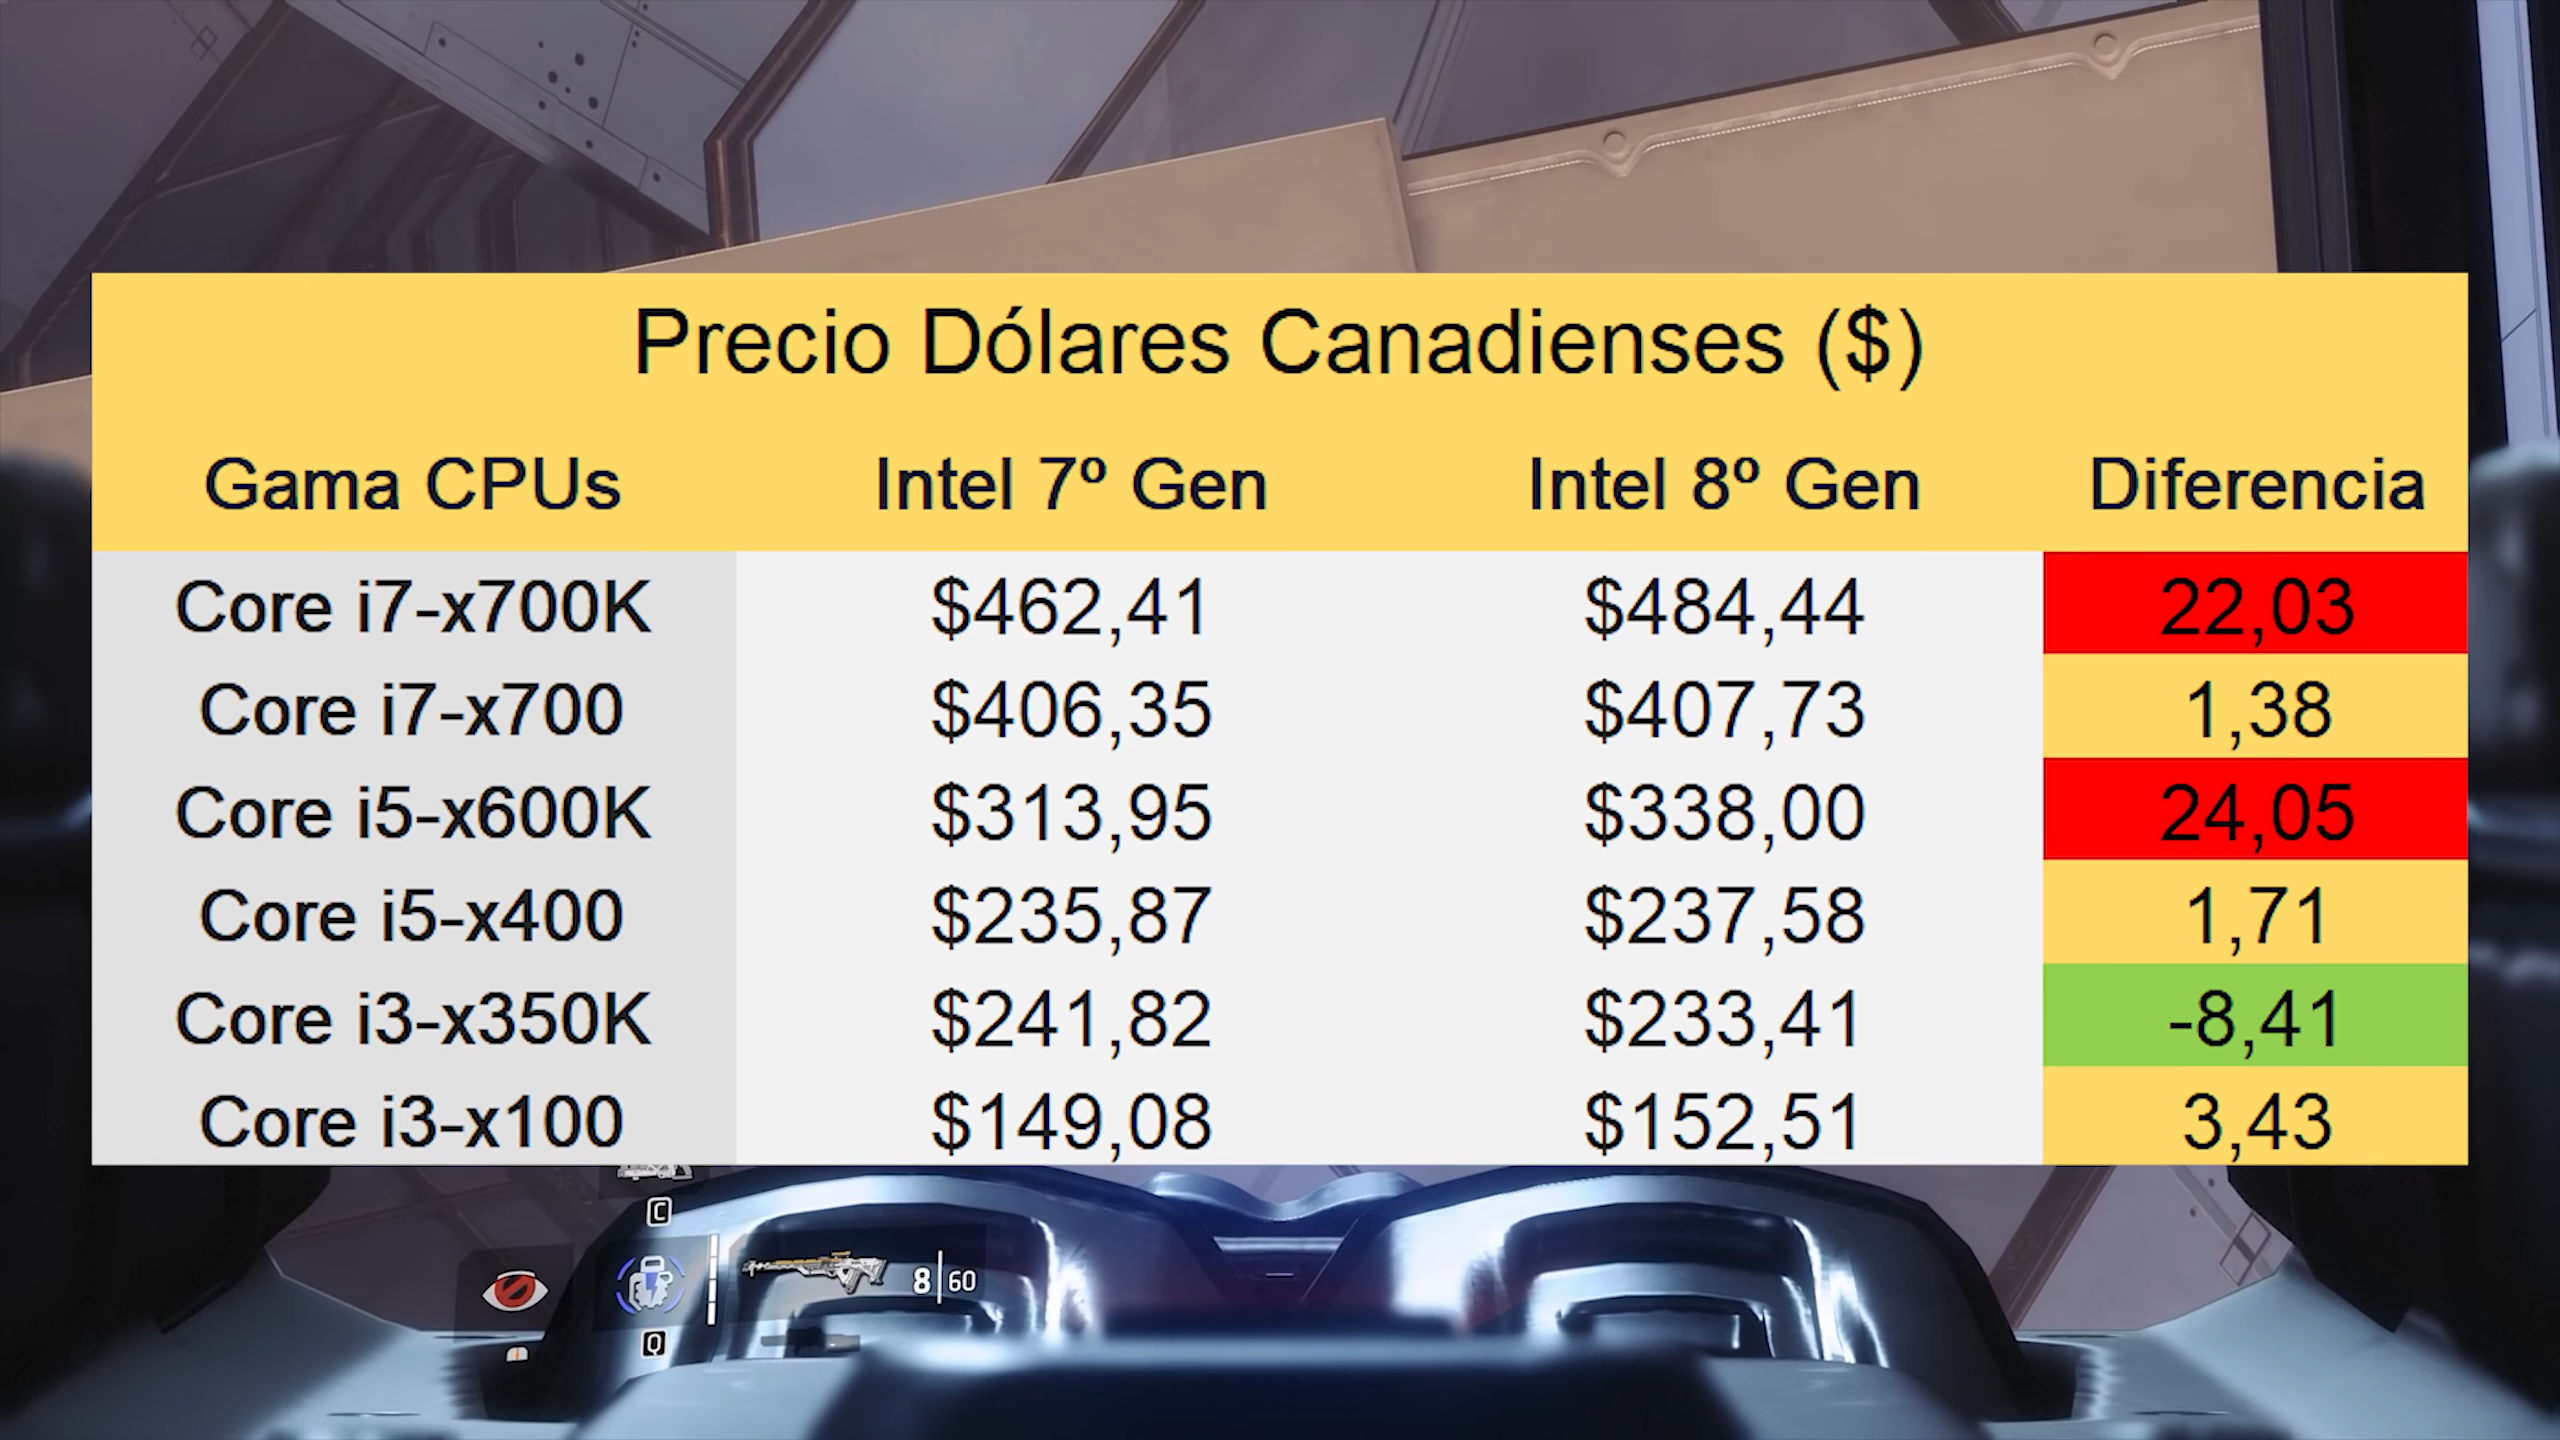 Precio Dólares Canadienses ($)
Gama CPUs Intel 7º Gen Intel 8º Gen Diferencia
Core i7-x700K $462,41 $484,44 22,03
Core i7-x700 $406,35 $407,73 1,38
Core i5-x600K $313,95 $338,00 24,05
Core i5-x400 $235,87 $237,58 1,71
Core i3-x350K $241,82 $233,41 -8,41
Core i3-x100 $149,08 $152,51 3,43
C
8 60
Q